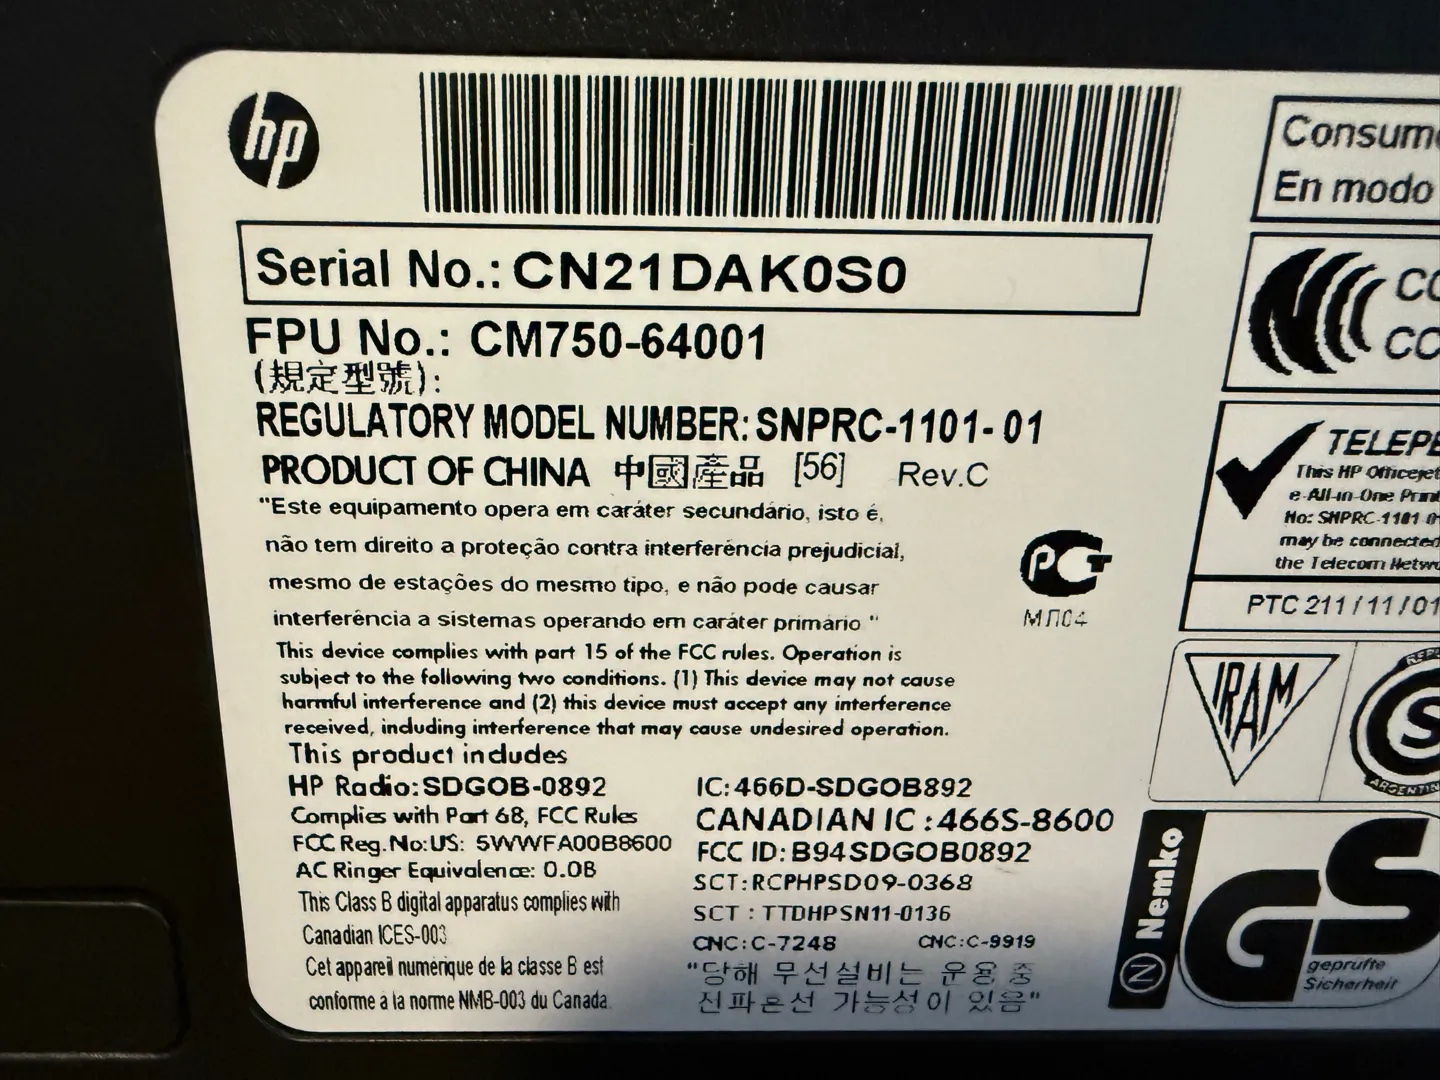 hp
Serial No.: CN21DAK0S0
FPU No.: CM750-64001
(規定型號):
REGULATORY MODEL NUMBER: SNPRC-1101-01
PRODUCT OF CHINA 中國產品 [56] Rev.C
"Este equipamento opera em caráter secundário, isto é,
não tem direito a proteção contra interferência prejudicial,
mesmo de estações do mesmo tipo, e não pode causar
interferência a sistemas operando em caráter primário "
This device complies with part 15 of the FCC rules. Operation is
subject to the following two conditions. (1) This device may not cause
harmful interference and (2) this device must accept any interference
received, including interference that may cause undesired operation.
This product includes
HP Radio:SDGOB-0892
Complies with Part 68, FCC Rules
FCC Reg.No:US: 5WWFA00B8600
AC Ringer Equivalence: 0.0B
This Class B digital apparatus complies with
Canadian ICES-003
Cet appareil numérique de la classe B est
conforme à la norme NMB-003 du Canada
IC:466D-SDGOB892
CANADIAN IC :466S-8600
FCC ID:B94SDGOB0892
SCT:RCPHPSD09-0368
SCT : TTDHPSN11-0136
CNC:C-7248 CNC:C-9919
"당해 무선설비는 운용 중
전파혼선 가능성이 있음"
МЛ04
En modo
This HP Officejet
e-All-in-One
No: SNPRC-1101
may be connected
the Telecom
PTC 211/11/01
IRAM
S
Nemko
N
GS
geprüfte
Sicherheit